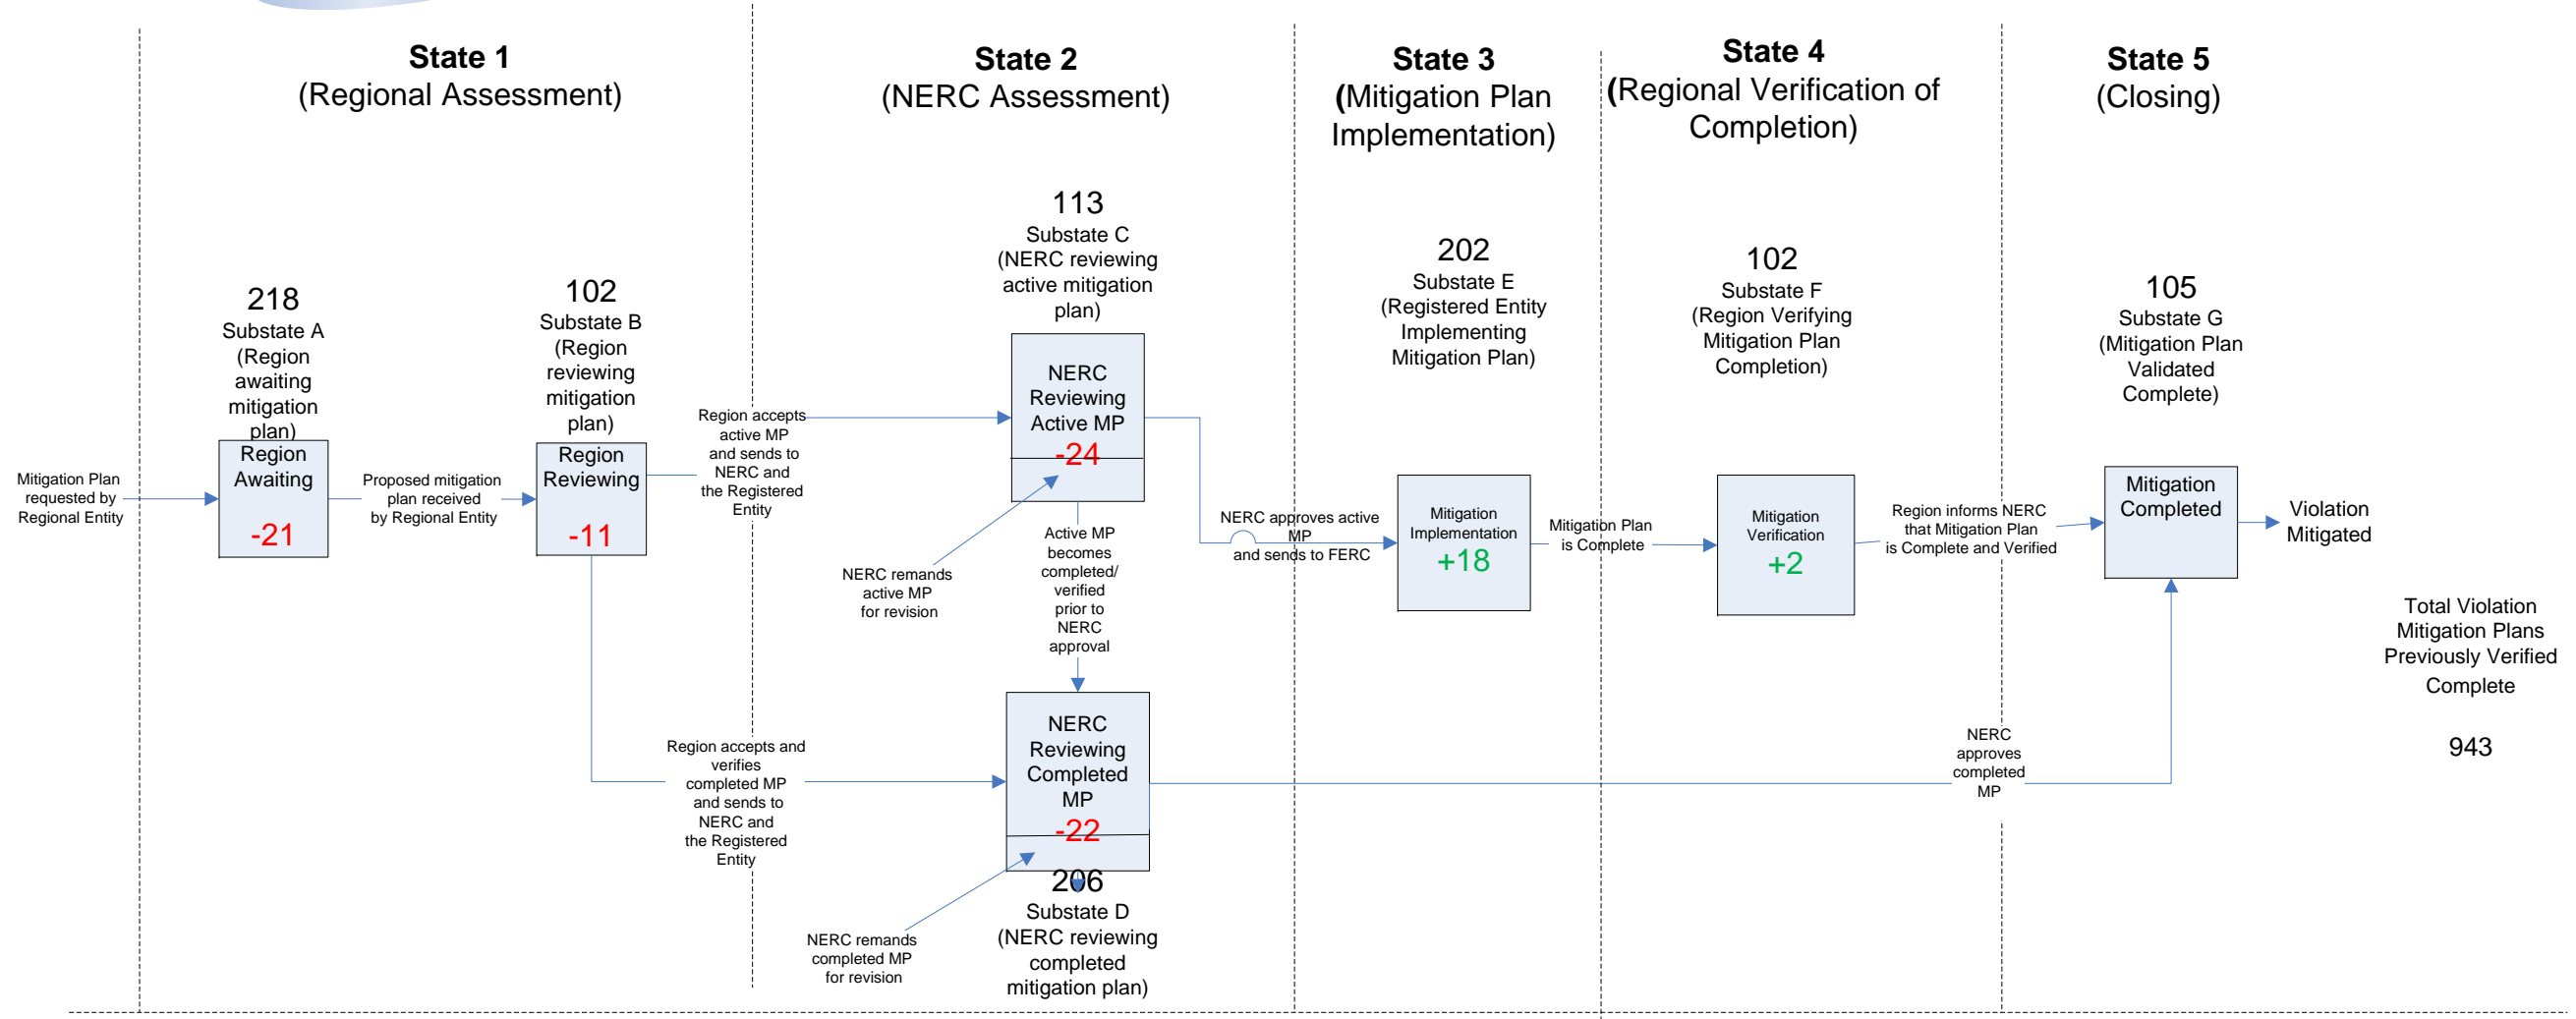 State 1
(Regional Assessment)
State 2
(NERC Assessment)
State 3
(Mitigation Plan
Implementation)
State 4
(Regional Verification of
Completion)
State 5
(Closing)
218
Substate A
(Region
awaiting
mitigation
plan)
102
Substate B
(Region
reviewing
mitigation
plan)
113
Substate C
(NERC reviewing
active mitigation
plan)
202
Substate E
(Registered Entity
Implementing
Mitigation Plan)
102
Substate F
(Region Verifying
Mitigation Plan
Completion)
105
Substate G
(Mitigation Plan
Validated
Complete)
Mitigation Plan
requested by
Regional Entity
Region
Awaiting
-21
Proposed mitigation
plan received
by Regional Entity
Region
Reviewing
-11
Region accepts
active MP
and sends to
NERC and
the Registered
Entity
NERC
Reviewing
Active MP
-24
NERC remands
active MP
for revision
Active MP
becomes
completed/
verified
prior to
NERC
approval
NERC approves active
MP
and sends to FERC
Mitigation
Implementation
+18
Mitigation Plan
is Complete
Mitigation
Verification
+2
Region informs NERC
that Mitigation Plan
is Complete and Verified
Mitigation
Completed
Violation
Mitigated
Total Violation
Mitigation Plans
Previously Verified
Complete
943
Region accepts and
verifies
completed MP
and sends to
NERC and
the Registered
Entity
NERC
Reviewing
Completed
MP
-22
NERC
approves
completed
MP
206
Substate D
(NERC reviewing
completed
mitigation plan)
NERC remands
completed MP
for revision